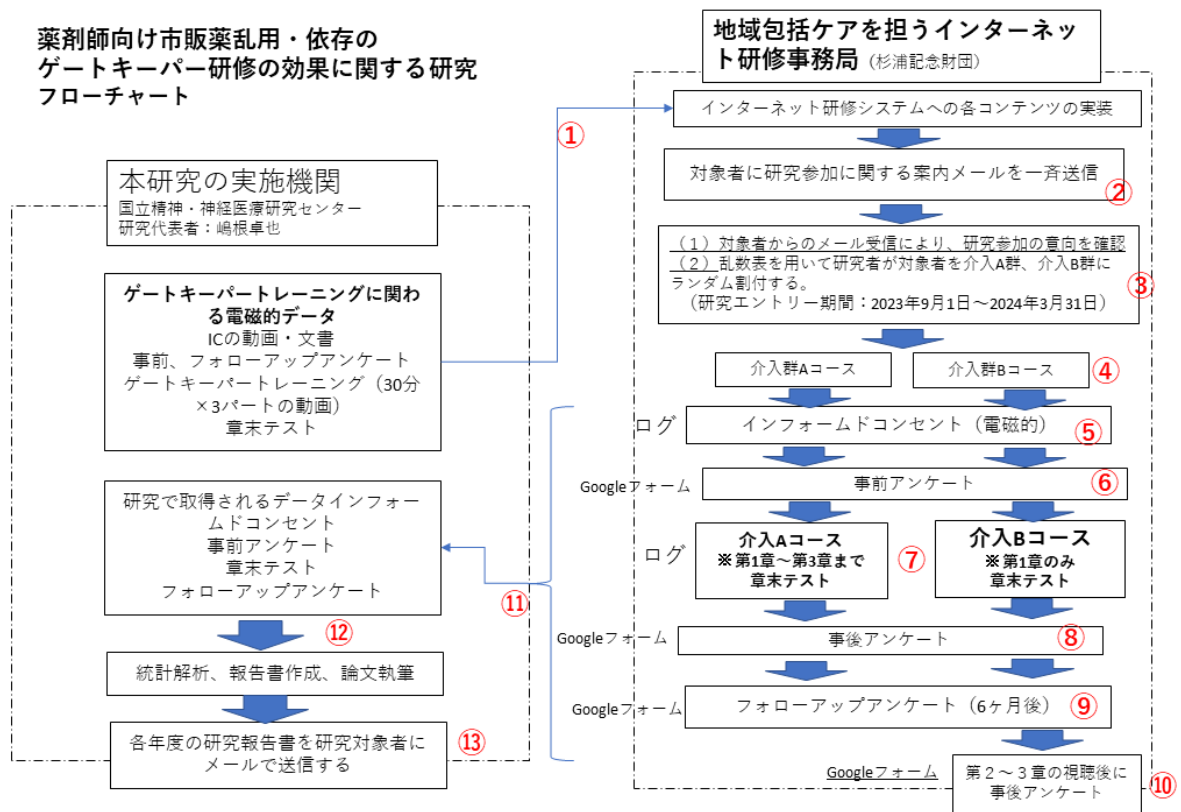 薬剤師向け市販薬乱用・依存の
ゲートキーパー研修の効果に関する研究
フローチャート
本研究の実施機関
国立精神・神経医療研究センター
研究代表者：嶋根卓也
ゲートキーパートレーニングに関わ
る電磁的データ
ICの動画・文書
事前、フォローアップアンケート
ゲートキーパートレーニング（30分
×3パートの動画）
章末テスト
研究で取得されるデータインフォー
ムドコンセント
事前アンケート
章末テスト
フォローアップアンケート
⑫
統計解析、報告書作成、論文執筆
各年度の研究報告書を研究対象者に
メールで送信する
⑬
①
⑪
地域包括ケアを担うインターネッ
ト研修事務局（杉浦記念財団）
インターネット研修システムへの各コンテンツの実装
対象者に研究参加に関する案内メールを一斉送信
②
（１）対象者からのメール受信により、研究参加の意向を確認
（２）乱数表を用いて研究者が対象者を介入A群、介入B群に
ランダム割付する。
（研究エントリー期間：2023年9月1日～2024年3月31日）
③
介入群Aコース
介入群Bコース
④
ログ
インフォームドコンセント（電磁的）
⑤
Googleフォーム
事前アンケート
⑥
ログ
介入Aコース
※第1章～第3章まで
章末テスト
⑦
介入Bコース
※第1章のみ
章末テスト
Googleフォーム
事後アンケート
⑧
Googleフォーム
フォローアップアンケート（6ヶ月後）
⑨
Googleフォーム
第２～３章の視聴後に
事後アンケート
⑩